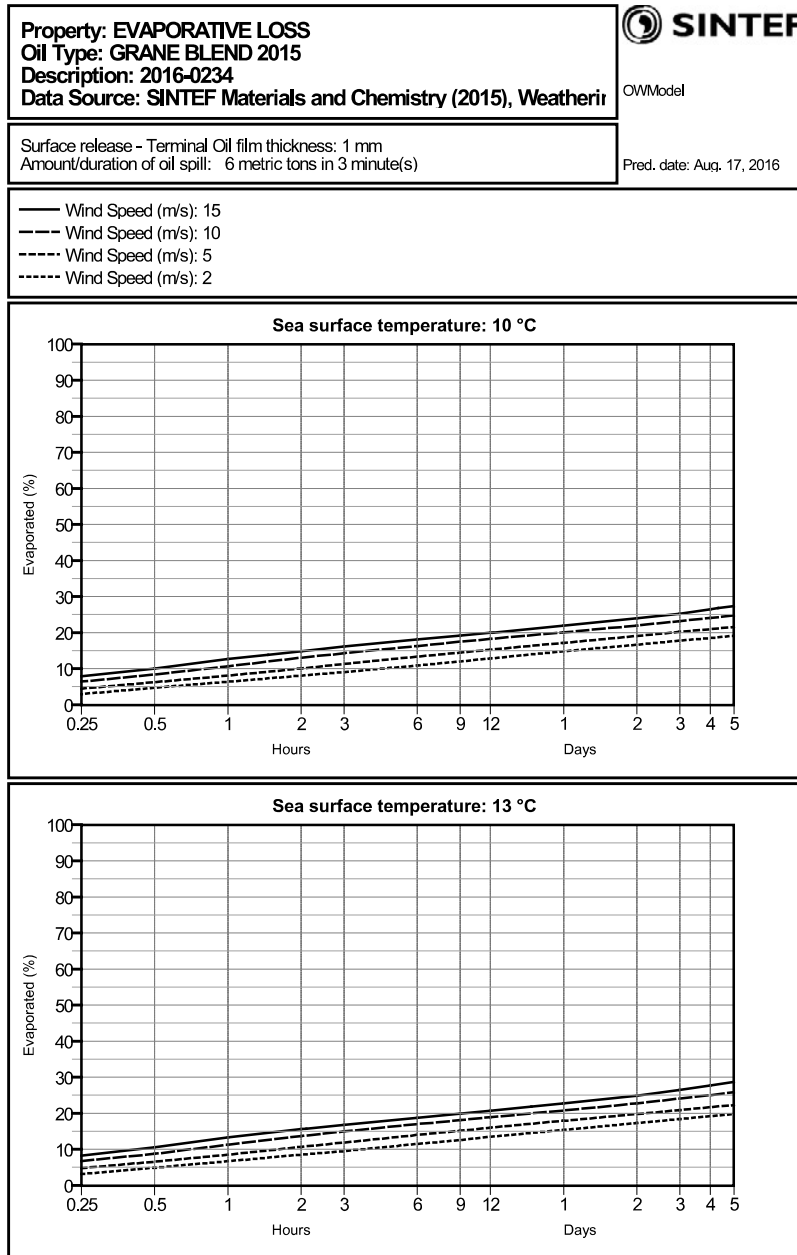 Property: EVAPORATIVE LOSS
Oil Type: GRANE BLEND 2015
Description: 2016-0234
Data Source: SINTEF Materials and Chemistry (2015), Weatherin
SINTEF
OWModel
Surface release - Terminal Oil film thickness: 1 mm
Amount/duration of oil spill: 6 metric tons in 3 minute(s)
Pred. date: Aug. 17, 2016
Wind Speed (m/s): 15
Wind Speed (m/s): 10
Wind Speed (m/s): 5
Wind Speed (m/s): 2
Sea surface temperature: 10 °C
100
90
80
70
60
50
40
30
20
10
0
Evaporated (%)
0.25 0.5 1 2 3 6 9 12 1 2 3 4 5
Hours Days
Sea surface temperature: 13 °C
100
90
80
70
60
50
40
30
20
10
0
Evaporated (%)
0.25 0.5 1 2 3 6 9 12 1 2 3 4 5
Hours Days